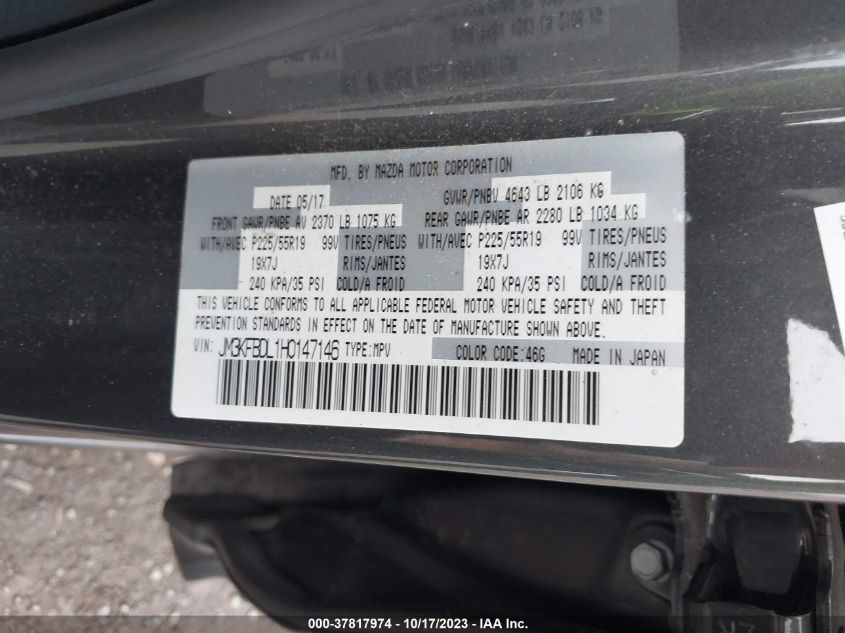 MFD. BY MAZDA MOTOR CORPORATION
DATE 05/17 GVWR/PNBV 4643 LB 2106 KG
FRONT GAWR/PNBE AV 2370 LB 1075 KG REAR GAWR/PNBE AR 2280 LB 1034 KG
WITH/AVEC P225/55R19 99V TIRES/PNEUS WITH/AVEC P225/55R19 99V TIRES/PNEUS
19X7J RIMS/JANTES 19X7J RIMS/JANTES
240 KPA/35 PSI COLD/A FROID 240 KPA/35 PSI COLD/A FROID
THIS VEHICLE CONFORMS TO ALL APPLICABLE FEDERAL MOTOR VEHICLE SAFETY AND THEFT
PREVENTION STANDARDS IN EFFECT ON THE DATE OF MANUFACTURE SHOWN ABOVE.
VIN: JM3KFBDL1H0147146 TYPE:MPV COLOR CODE:46G MADE IN JAPAN
000-37817974 - 10/17/2023 - IAA Inc.